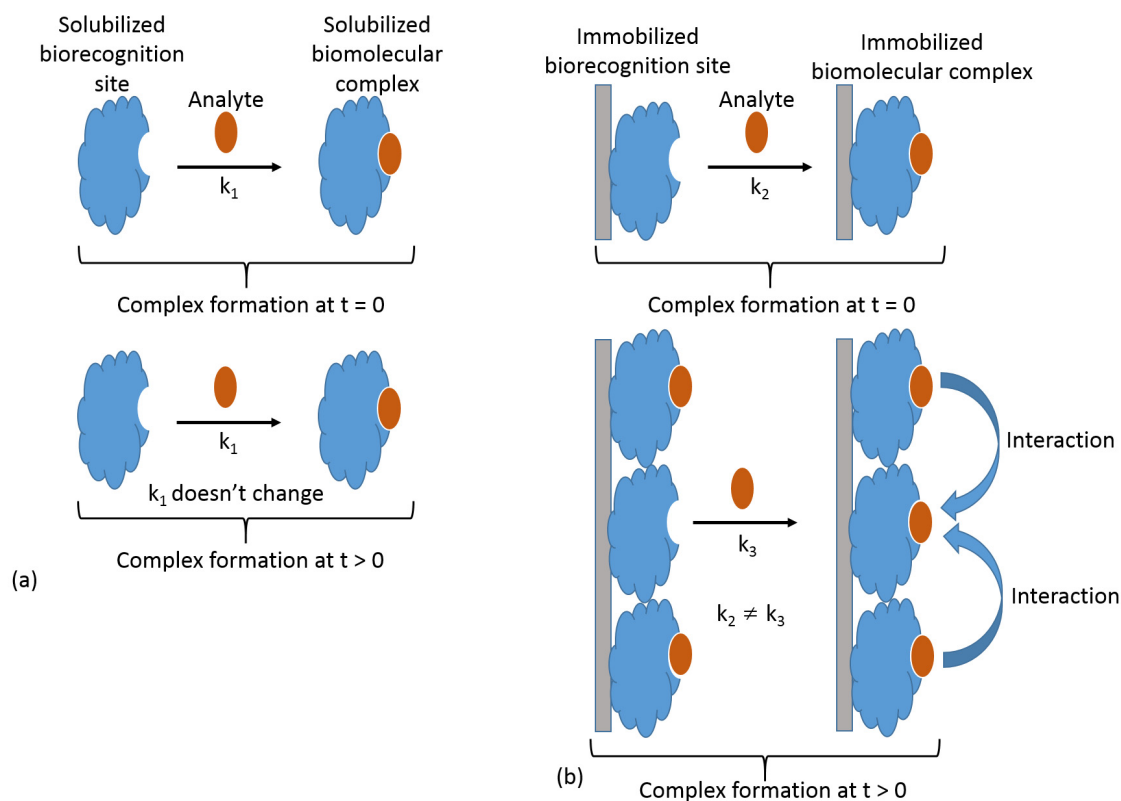 Solubilized
biorecognition
site
Analyte
Solubilized
biomolecular
complex
k1
Complex formation at t = 0
k1
k1 doesn't change
Complex formation at t > 0
(a)
Immobilized
biorecognition site
Analyte
Immobilized
biomolecular complex
k2
Complex formation at t = 0
k3
k2 ≠ k3
Interaction
Interaction
Complex formation at t > 0
(b)